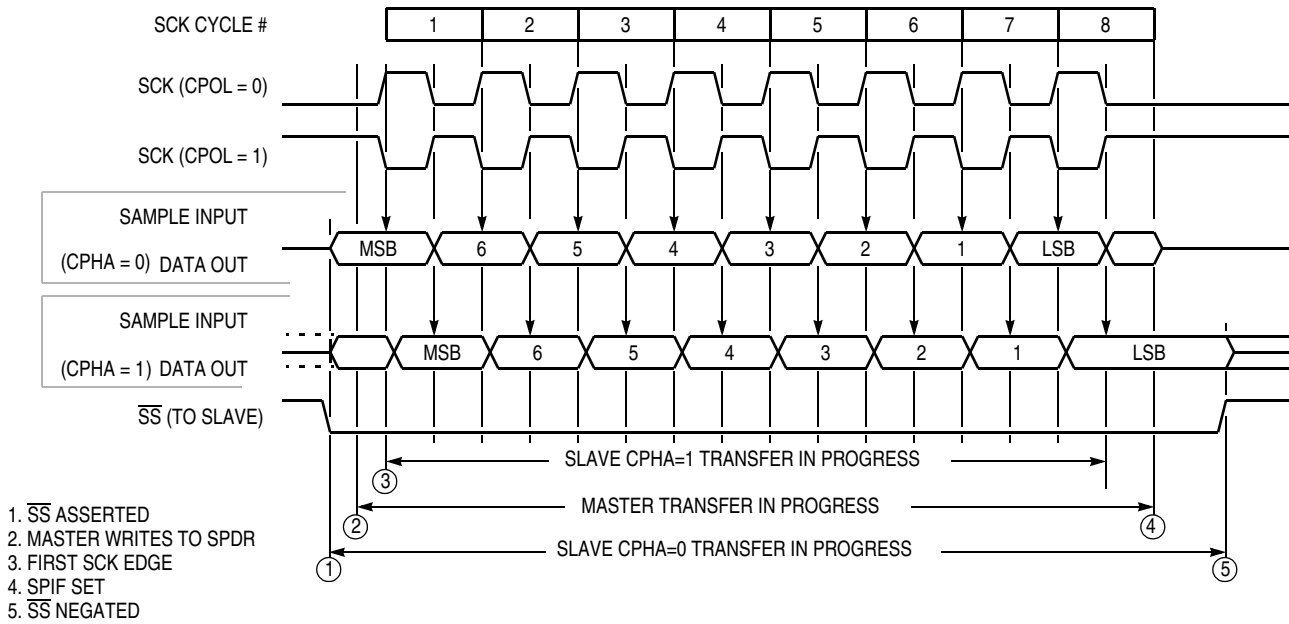 SCK CYCLE # 1 2 3 4 5 6 7 8
SCK (CPOL = 0)
SCK (CPOL = 1)
SAMPLE INPUT
(CPHA = 0) DATA OUT MSB 6 5 4 3 2 1 LSB
SAMPLE INPUT
(CPHA = 1) DATA OUT MSB 6 5 4 3 2 1 LSB
SS (TO SLAVE)
SLAVE CPHA=1 TRANSFER IN PROGRESS
3
MASTER TRANSFER IN PROGRESS
2 4
SLAVE CPHA=0 TRANSFER IN PROGRESS
1 5
1. SS ASSERTED
2. MASTER WRITES TO SPDR
3. FIRST SCK EDGE
4. SPIF SET
5. SS NEGATED